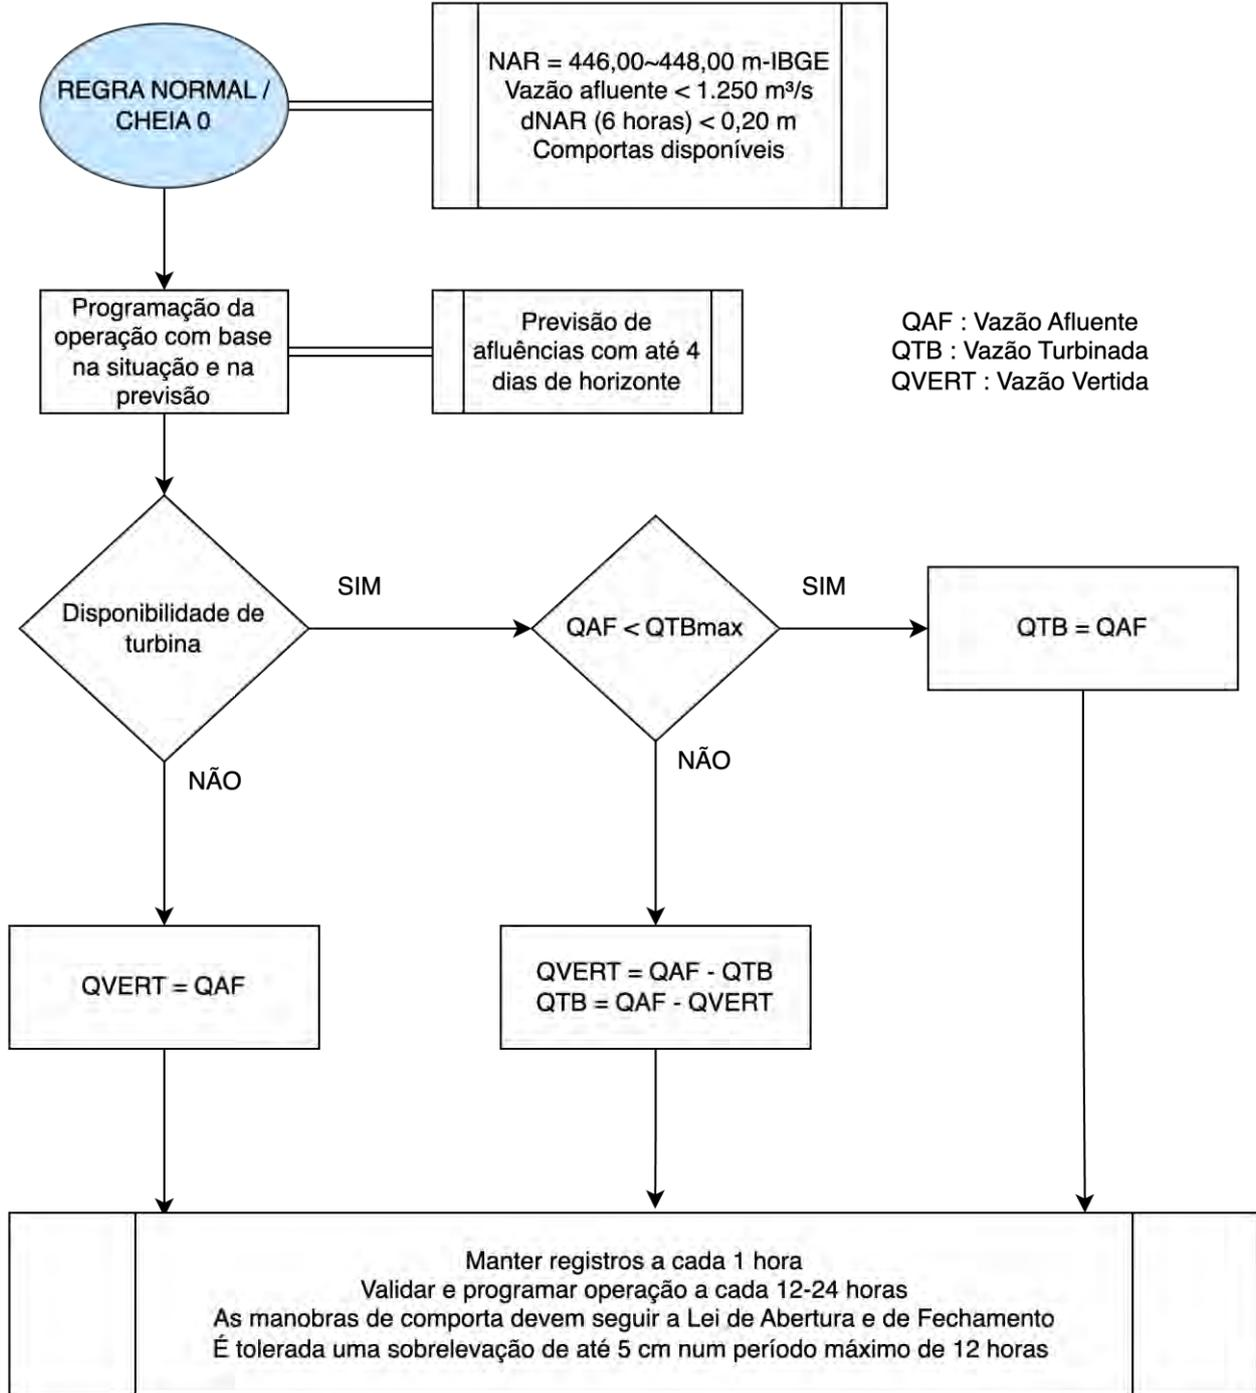 REGRA NORMAL /
CHEIA 0
NAR = 446,00~448,00 m-IBGE
Vazão afluente < 1.250 m³/s
dNAR (6 horas) < 0,20 m
Comportas disponíveis
Programação da
operação com base
na situação e na
previsão
Previsão de
afluências com até 4
dias de horizonte
QAF : Vazão Afluente
QTB : Vazão Turbinada
QVERT : Vazão Vertida
Disponibilidade de
turbina
SIM
QAF < QTBmax
SIM
QTB = QAF
NÃO
NÃO
QVERT = QAF
QVERT = QAF - QTB
QTB = QAF - QVERT
Manter registros a cada 1 hora
Validar e programar operação a cada 12-24 horas
As manobras de comporta devem seguir a Lei de Abertura e de Fechamento
É tolerada uma sobrelevação de até 5 cm num período máximo de 12 horas